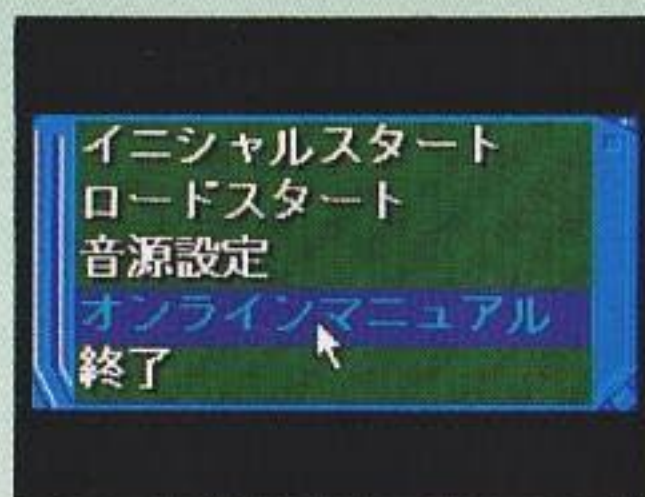 イニシャルスタート
ロードスタート
音源設定
オンラインマニュアル
終了